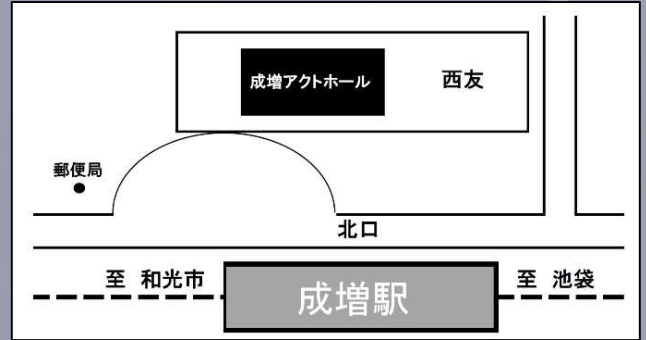 成増アクトホール
西友
郵便局
北口
至 和光市
成増駅
至 池袋